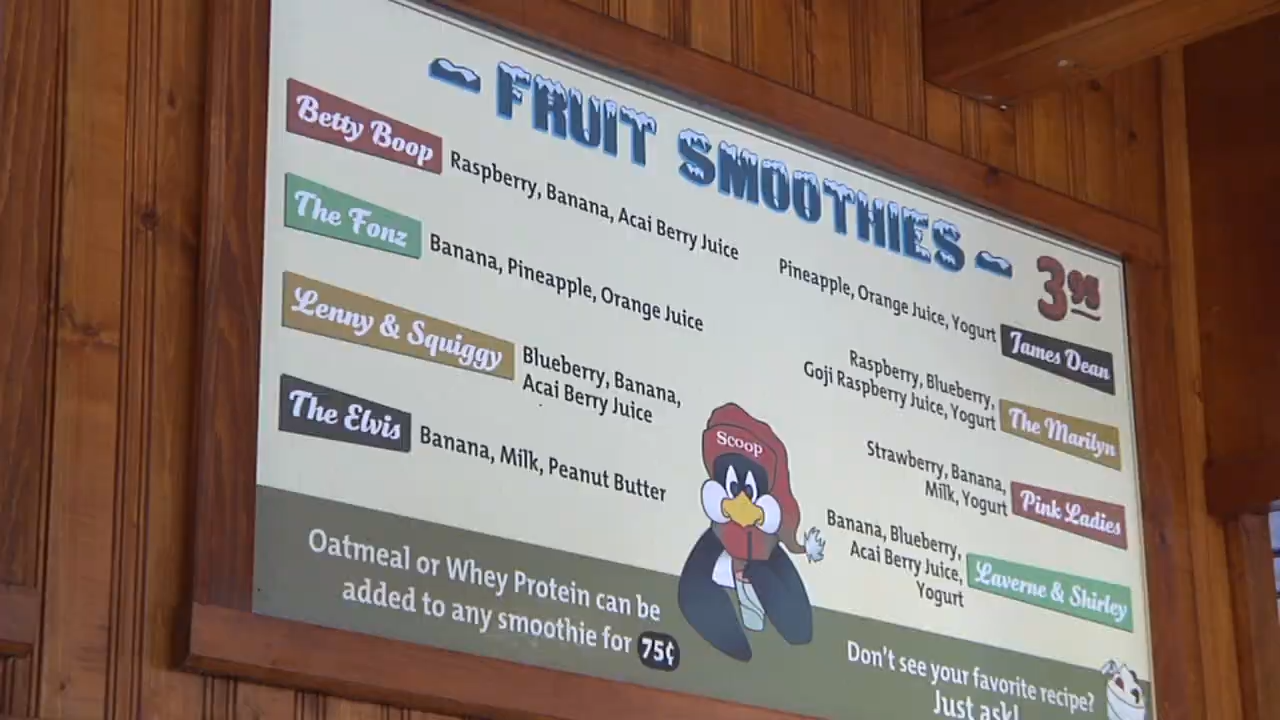 FRUIT SMOOTHIES
3.95
Betty Boop
Raspberry, Banana, Acai Berry Juice
The Fonz
Banana, Pineapple, Orange Juice
Lenny & Squiggy
Blueberry, Banana,
Acai Berry Juice
The Elvis
Banana, Milk, Peanut Butter
Pineapple, Orange Juice, Yogurt
James Dean
Raspberry, Blueberry,
Goji Raspberry Juice, Yogurt
The Marilyn
Strawberry, Banana,
Milk, Yogurt
Pink Ladies
Banana, Blueberry,
Acai Berry Juice,
Yogurt
Laverne & Shirley
Scoop
Oatmeal or Whey Protein can be
added to any smoothie for 75¢
Don't see your favorite recipe?
Just ask!